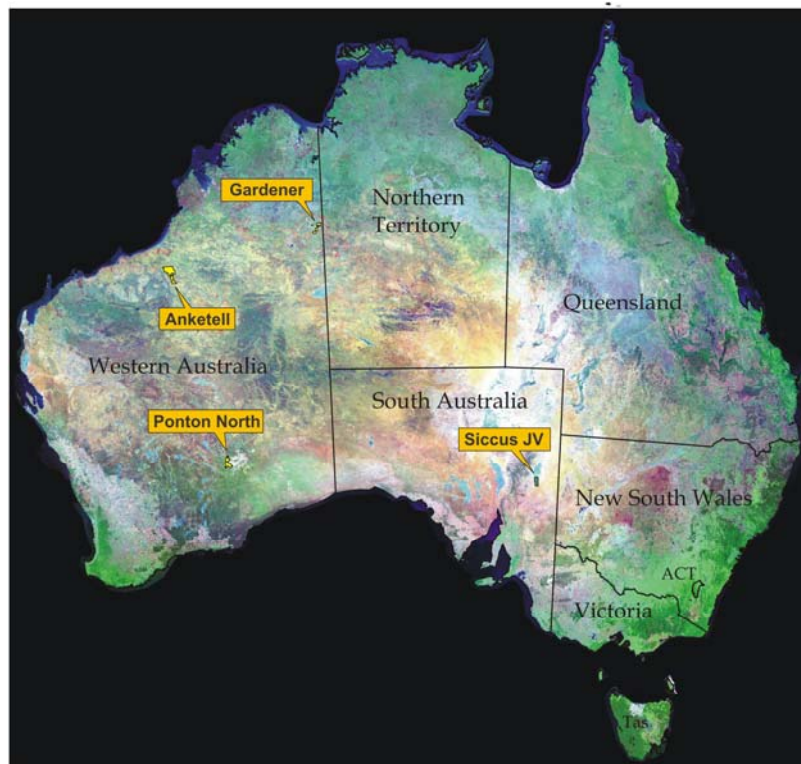 Gardener
Northern
Territory
Anketell
Queensland
Western Australia
South Australia
Ponton North
Siccus JV
New South Wales
ACT
Victoria
Tas